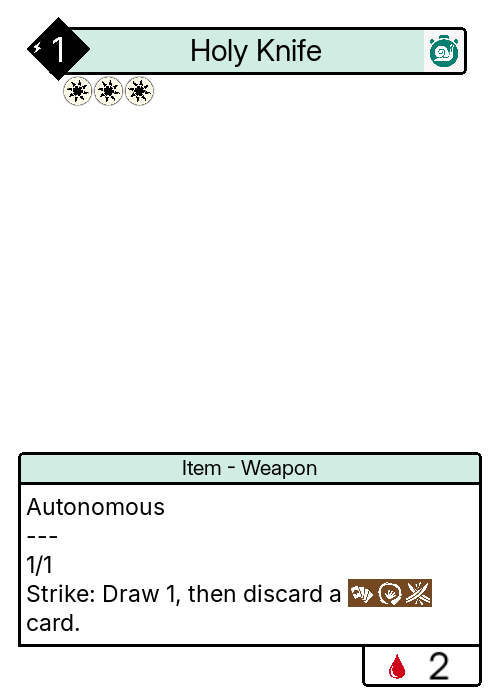 1 Holy Knife
Item - Weapon
Autonomous
---
1/1
Strike: Draw 1, then discard a
card.
2